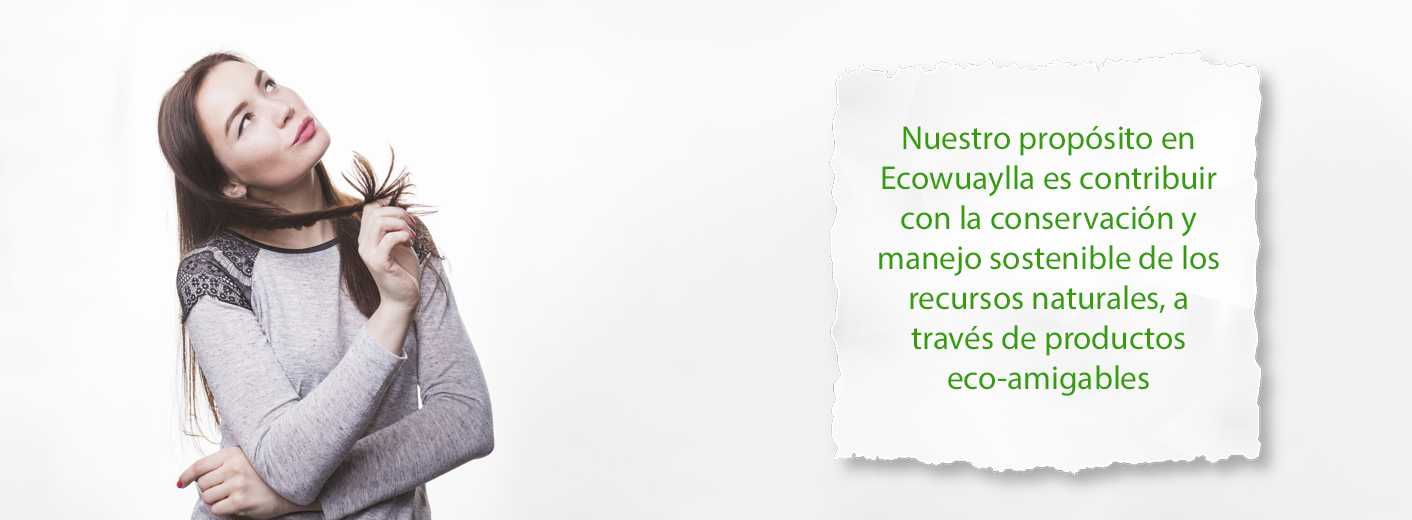 Nuestro propósito en
Ecowuaylla es contribuir
con la conservación y
manejo sostenible de los
recursos naturales, a
través de productos
eco-amigables